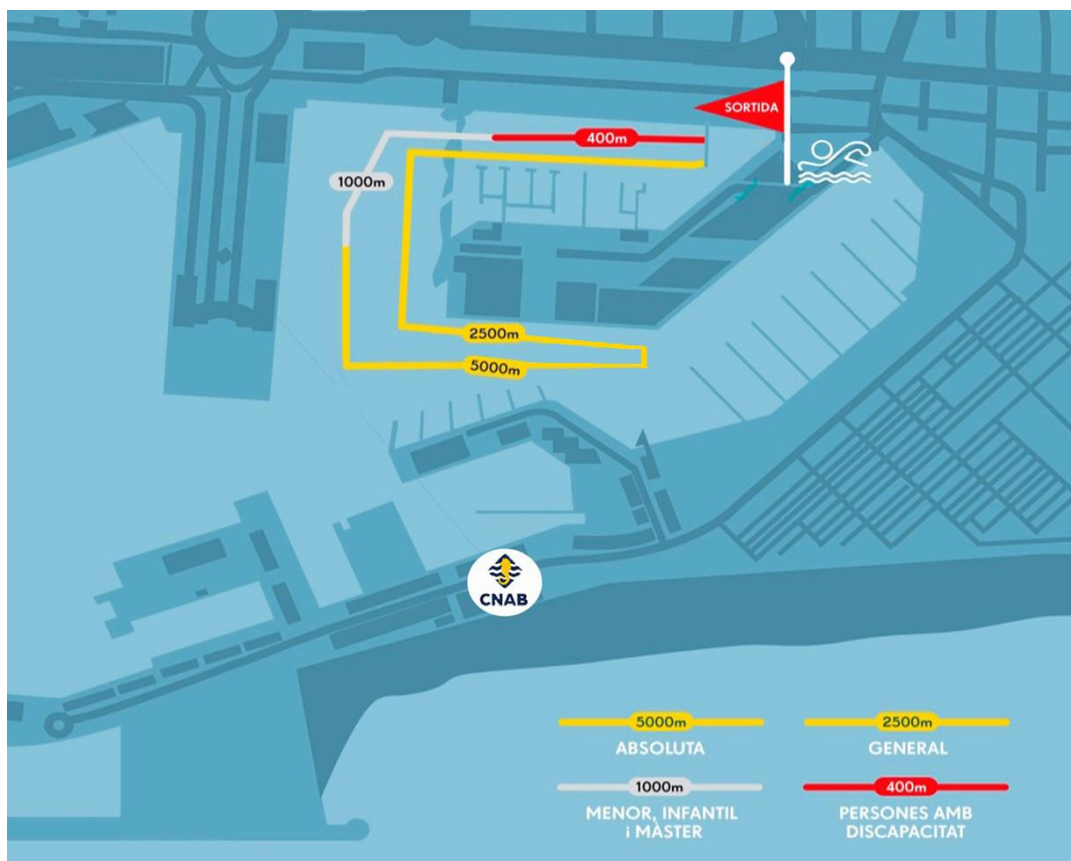 SORTIDA
400m
1000m
2500m
5000m
CNAB
5000m
ABSOLUTA
2500m
GENERAL
1000m
MENOR, INFANTIL
i MÀSTER
400m
PERSONES AMB
DISCAPACITAT